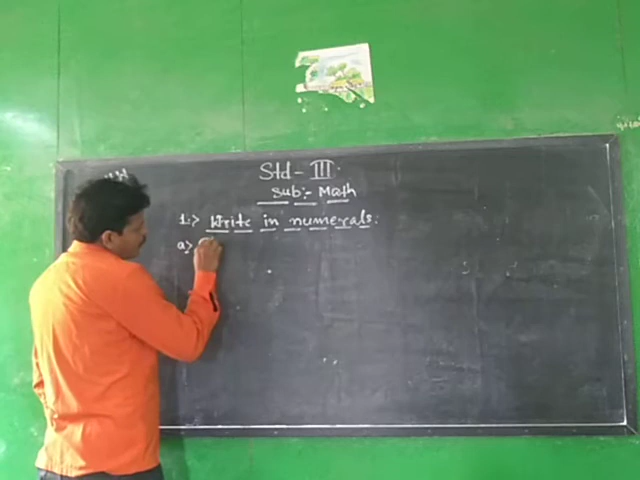 Std - III
Sub:- Math
1:> Write in numerals:
a>